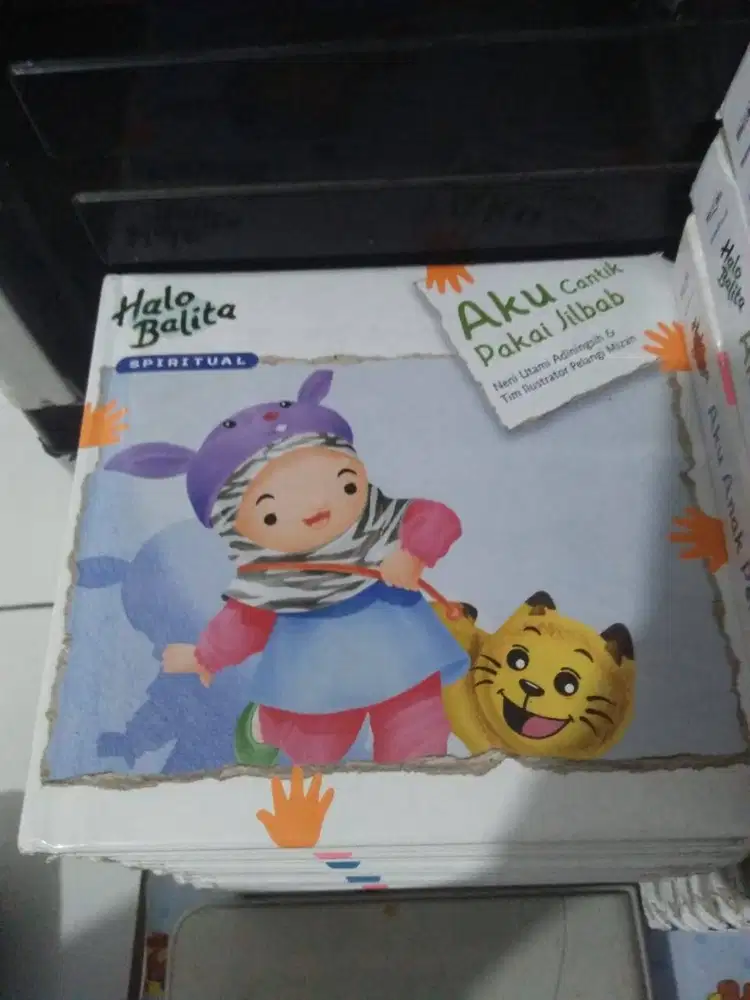 Halo
Balita
SPIRITUAL
Aku Cantik
Pakai Jilbab
Neni Utami Adiningsih &
Tim Ilustrator Pelangi Mizan
Halo
Balita
Aku Anak